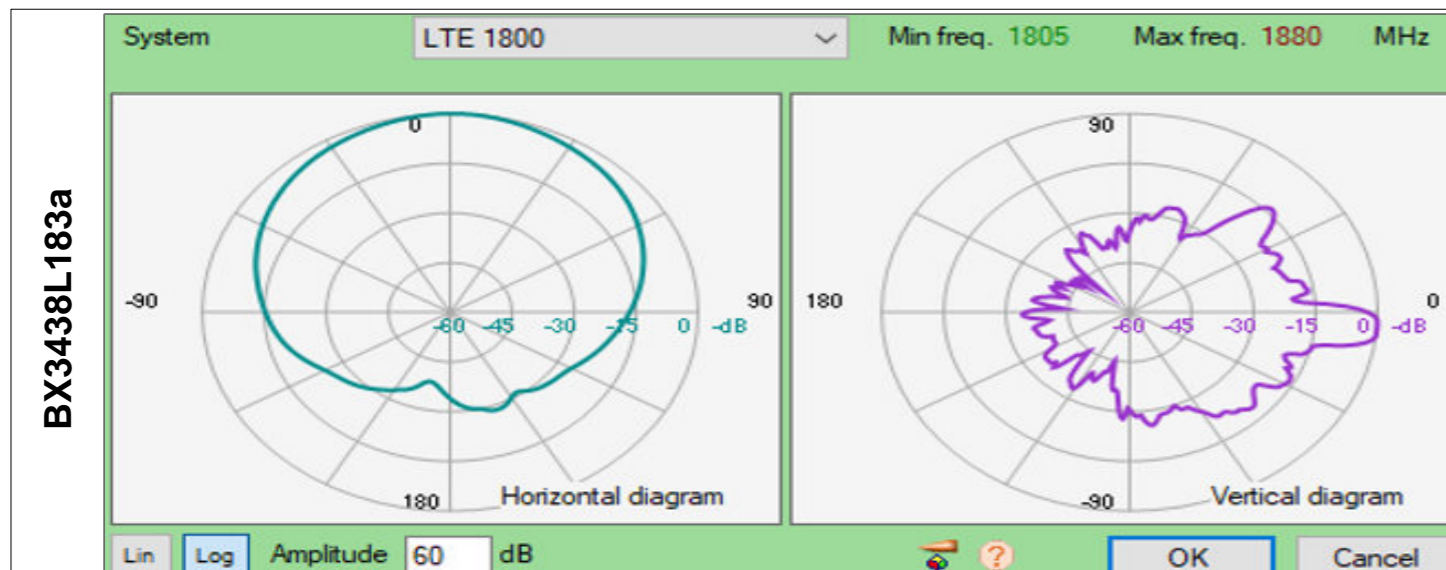 BX3438L183a
System LTE 1800 Min freq. 1805 Max freq. 1880 MHz
0
-90 90
-60 -45 -30 -15 0 -dB
180 Horizontal diagram
90
180 0
-60 -45 -30 -15 0 -dB
-90 Vertical diagram
Lin Log Amplitude 60 dB ? OK Cancel